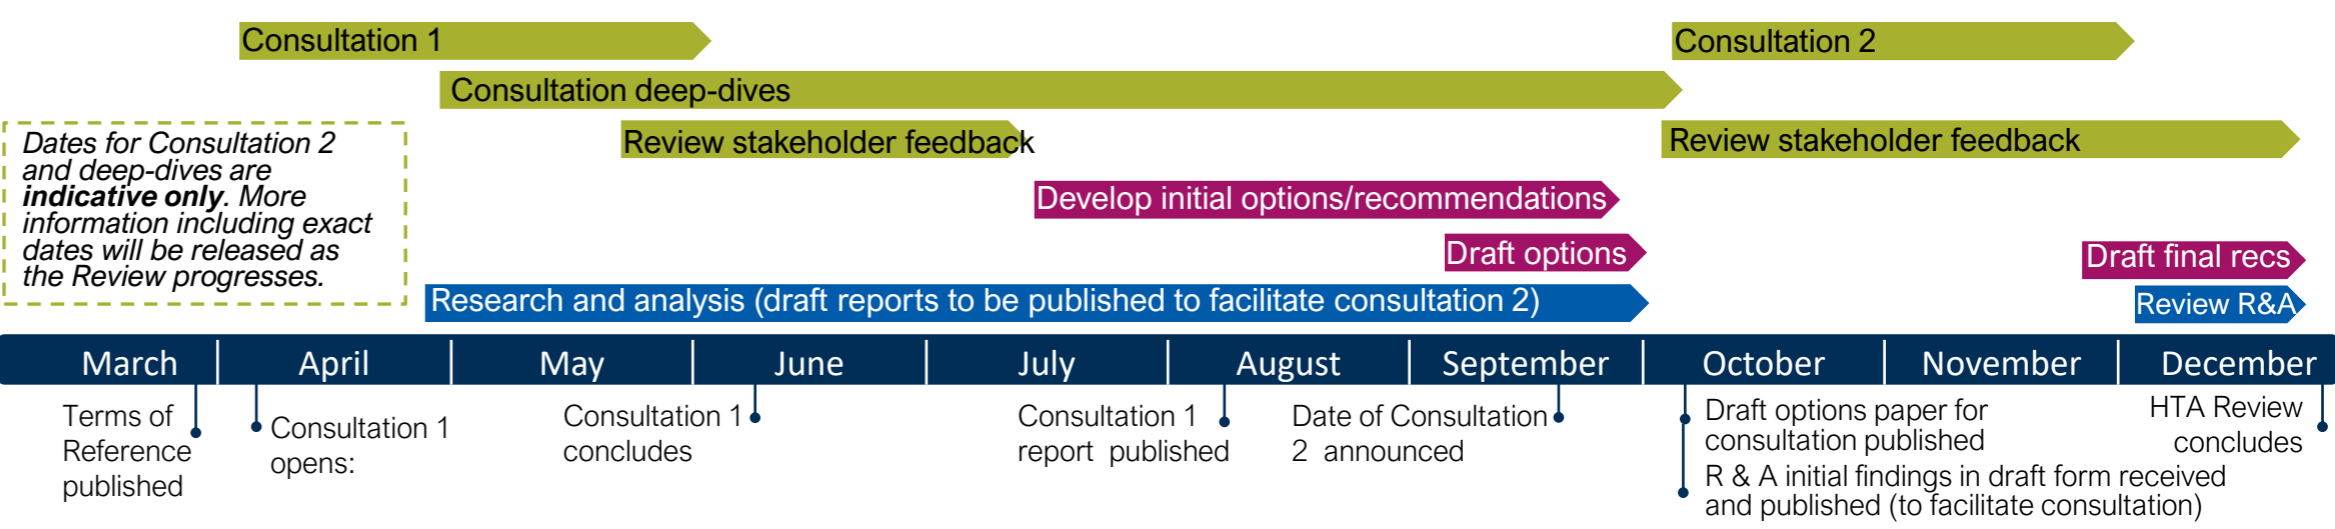 Consultation 1
Consultation 2
Consultation deep-dives
Review stakeholder feedback
Review stakeholder feedback
Dates for Consultation 2
and deep-dives are
indicative only. More
information including exact
dates will be released as
the Review progresses.
Develop initial options/recommendations
Draft options
Draft final recs
Research and analysis (draft reports to be published to facilitate consultation 2)
Review R&A
March
April
May
June
July
August
September
October
November
December
Terms of
Reference
published
Consultation 1
opens:
Consultation 1
concludes
Consultation 1
report published
Date of Consultation
2 announced
Draft options paper for
consultation published
R & A initial findings in draft form received
and published (to facilitate consultation)
HTA Review
concludes